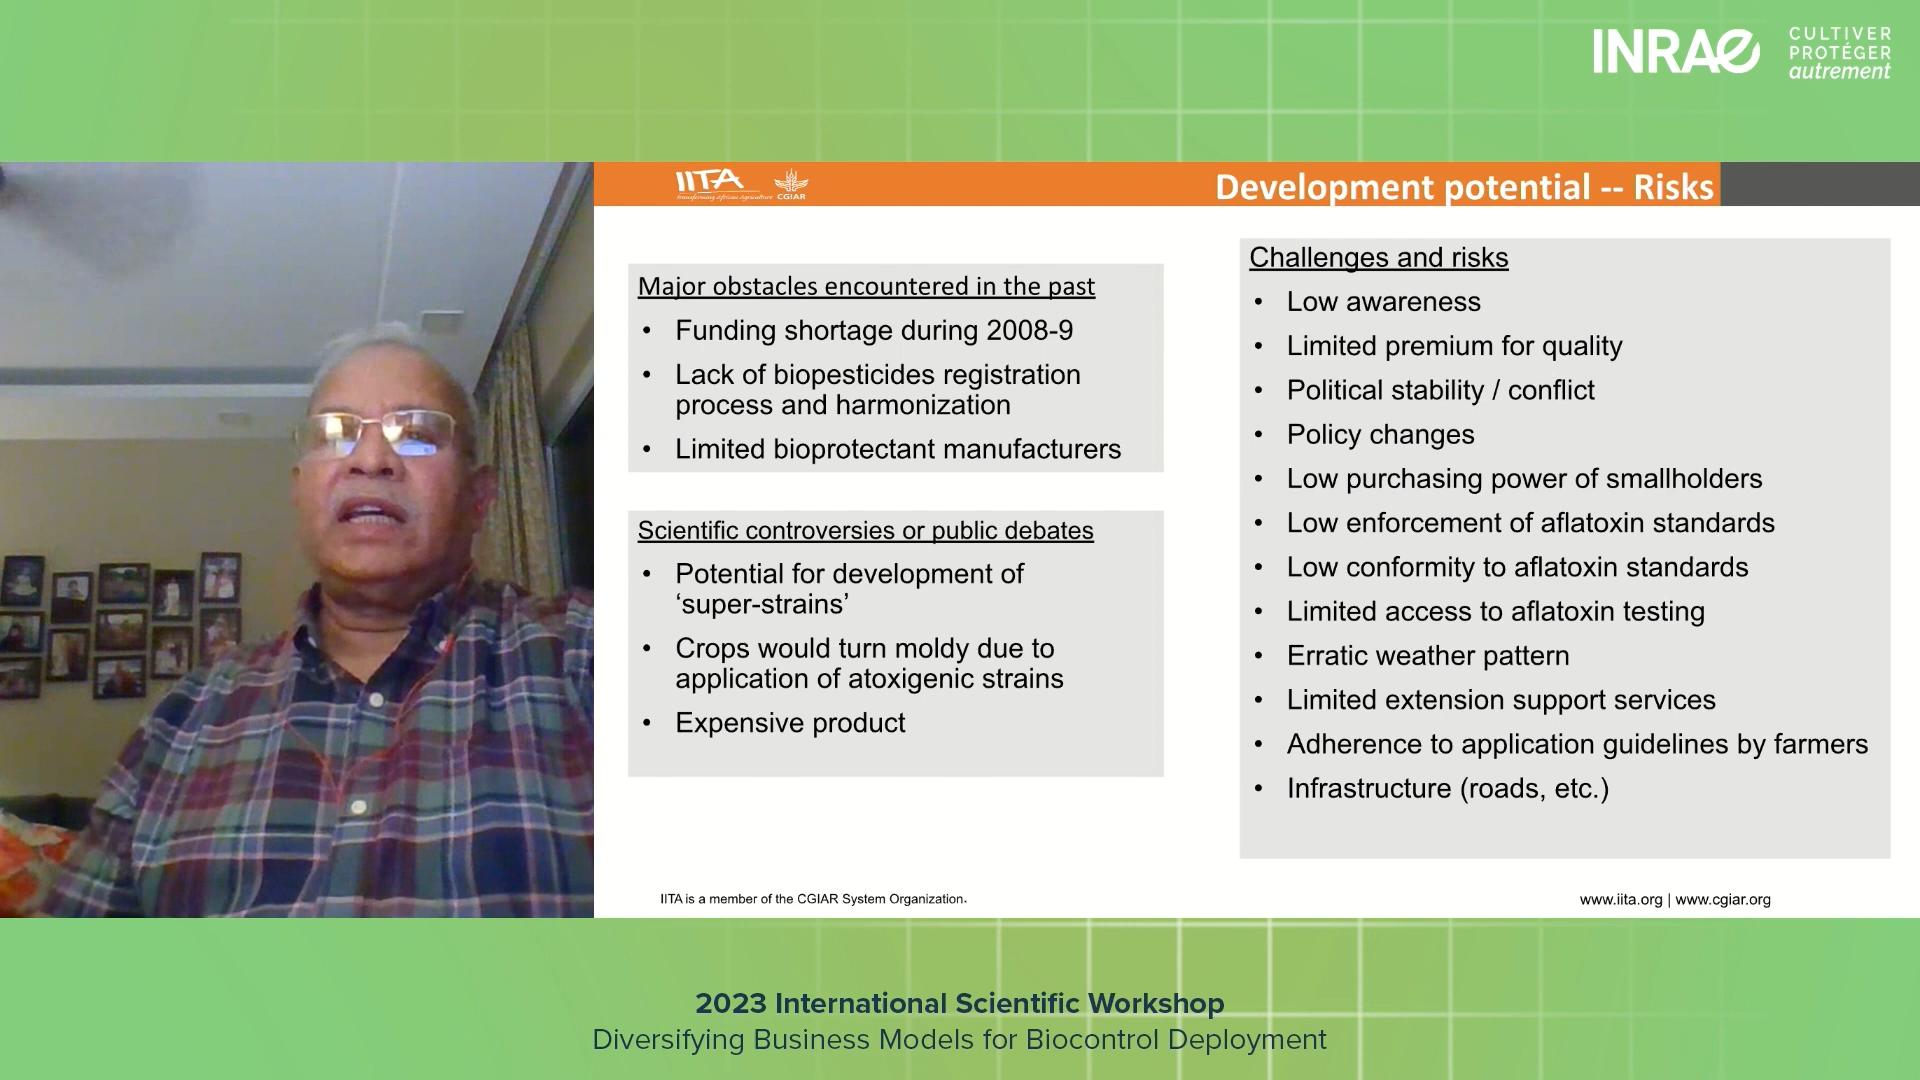 INRAE
CULTIVER
PROTÉGER
autrement
IITA
Transforming African Agriculture
CGIAR
Development potential -- Risks
Major obstacles encountered in the past
• Funding shortage during 2008-9
• Lack of biopesticides registration
process and harmonization
• Limited bioprotectant manufacturers
Scientific controversies or public debates
• Potential for development of
‘super-strains’
• Crops would turn moldy due to
application of atoxigenic strains
• Expensive product
Challenges and risks
• Low awareness
• Limited premium for quality
• Political stability / conflict
• Policy changes
• Low purchasing power of smallholders
• Low enforcement of aflatoxin standards
• Low conformity to aflatoxin standards
• Limited access to aflatoxin testing
• Erratic weather pattern
• Limited extension support services
• Adherence to application guidelines by farmers
• Infrastructure (roads, etc.)
IITA is a member of the CGIAR System Organization.
www.iita.org | www.cgiar.org
2023 International Scientific Workshop
Diversifying Business Models for Biocontrol Deployment